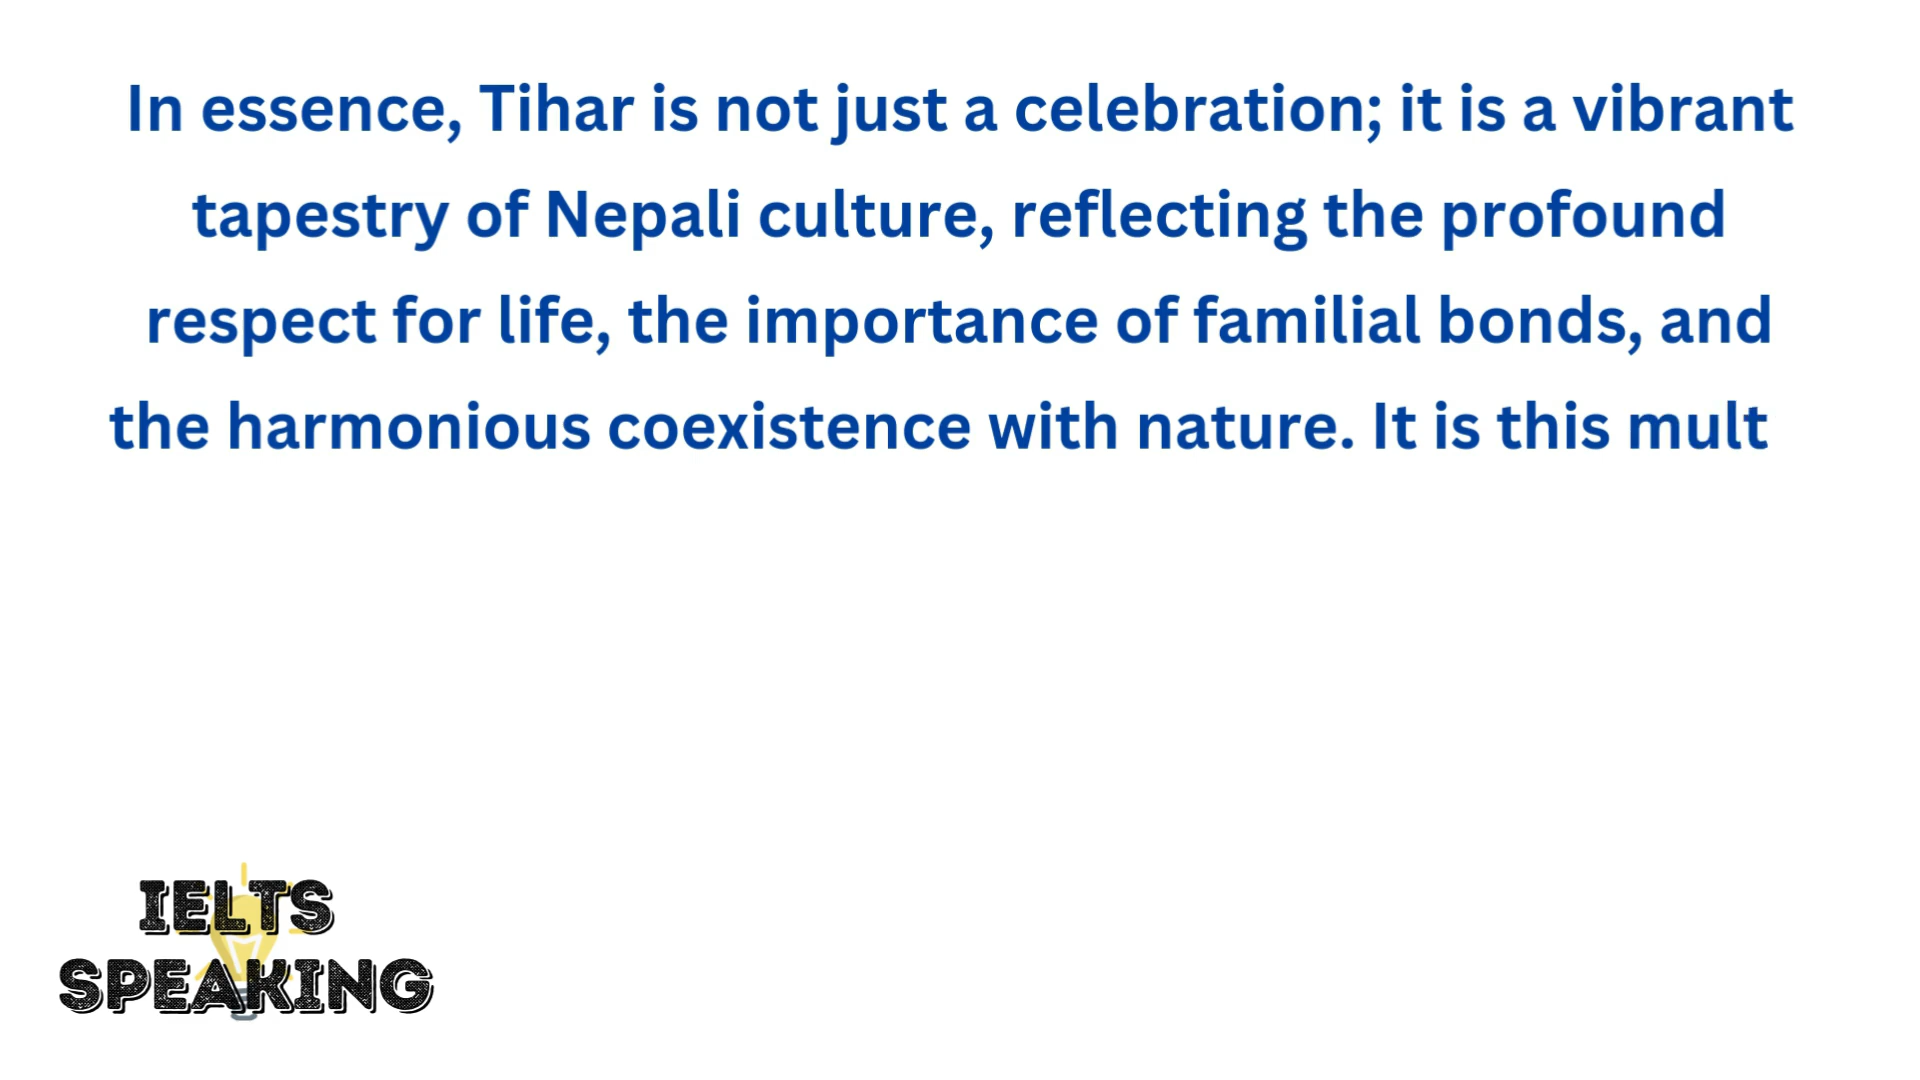 In essence, Tihar is not just a celebration; it is a vibrant
tapestry of Nepali culture, reflecting the profound
respect for life, the importance of familial bonds, and
the harmonious coexistence with nature. It is this mult
IELTS
SPEAKING